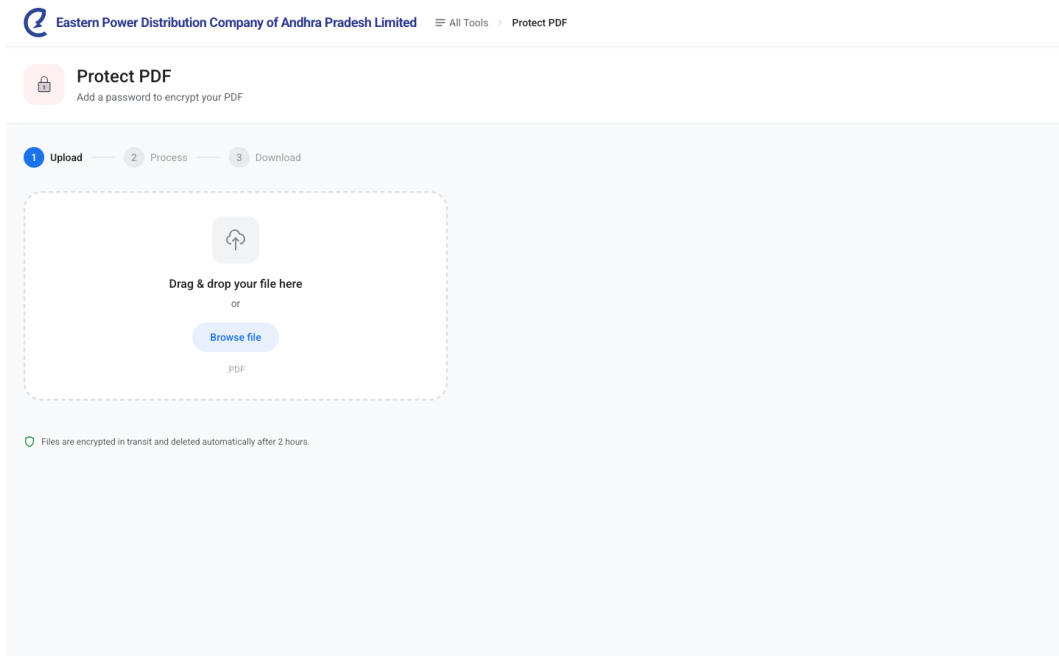 Eastern Power Distribution Company of Andhra Pradesh Limited All Tools > Protect PDF
Protect PDF
Add a password to encrypt your PDF
1 Upload 2 Process 3 Download
Drag & drop your file here
or
Browse file
.PDF
Files are encrypted in transit and deleted automatically after 2 hours.